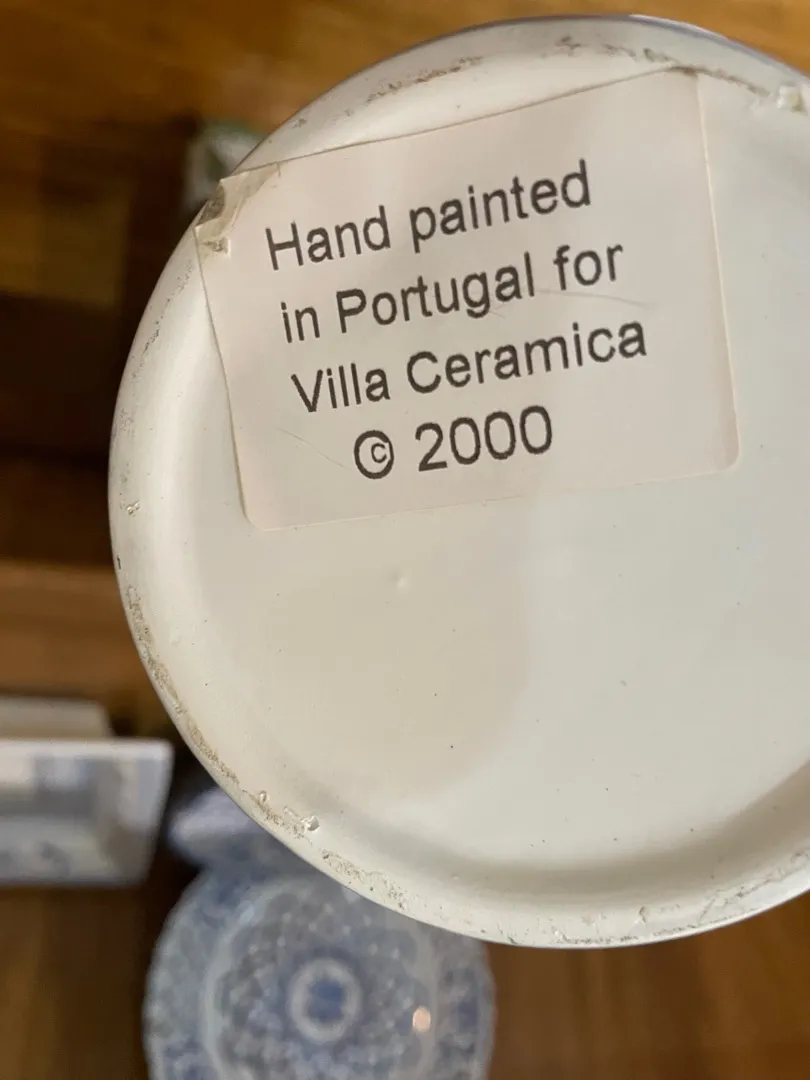 Hand painted
in Portugal for
Villa Ceramica
© 2000